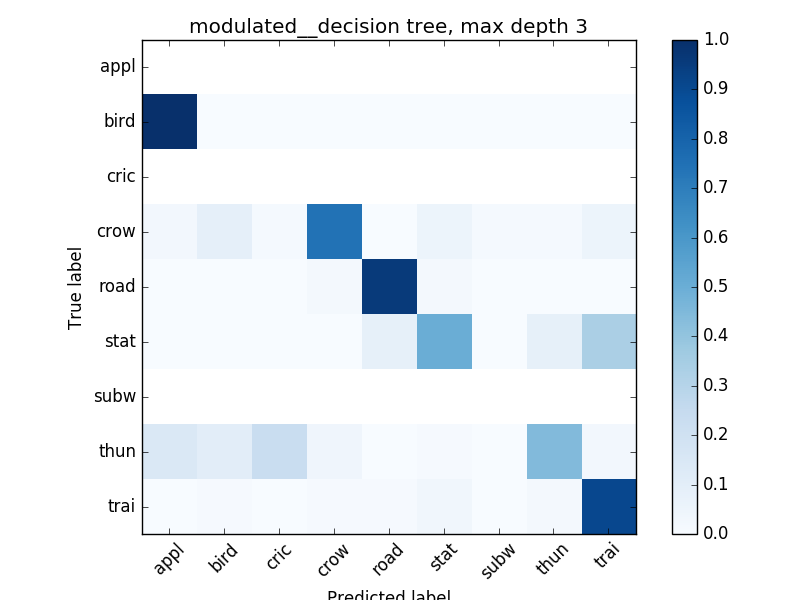 modulated__decision tree, max depth 3
True label
appl
bird
cric
crow
road
stat
subw
thun
trai
appl
bird
cric
crow
road
stat
subw
thun
trai
Predicted label
1.0
0.9
0.8
0.7
0.6
0.5
0.4
0.3
0.2
0.1
0.0